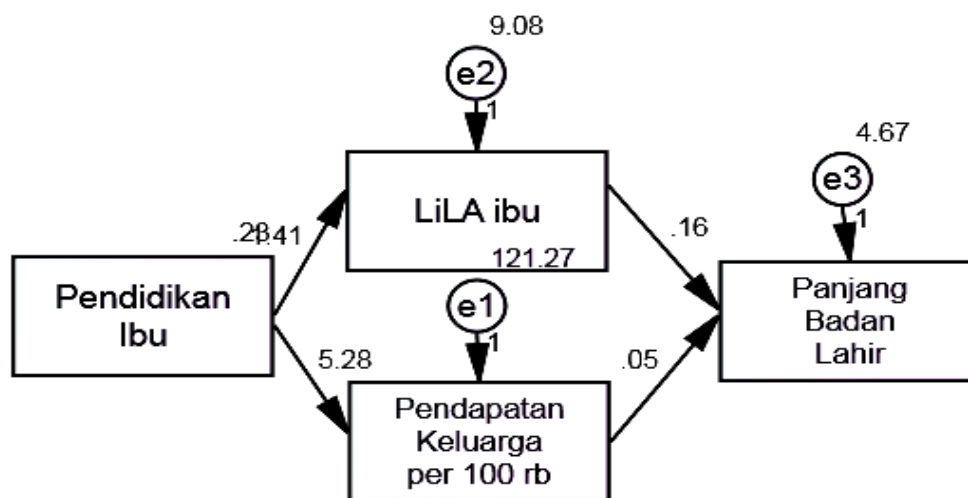 9.08
e2
1
LiLA ibu
4.67
e3
1
.28
.16
121.27
Pendidikan
Ibu
e1
1
Panjang
Badan
Lahir
5.28
.05
Pendapatan
Keluarga
per 100 rb